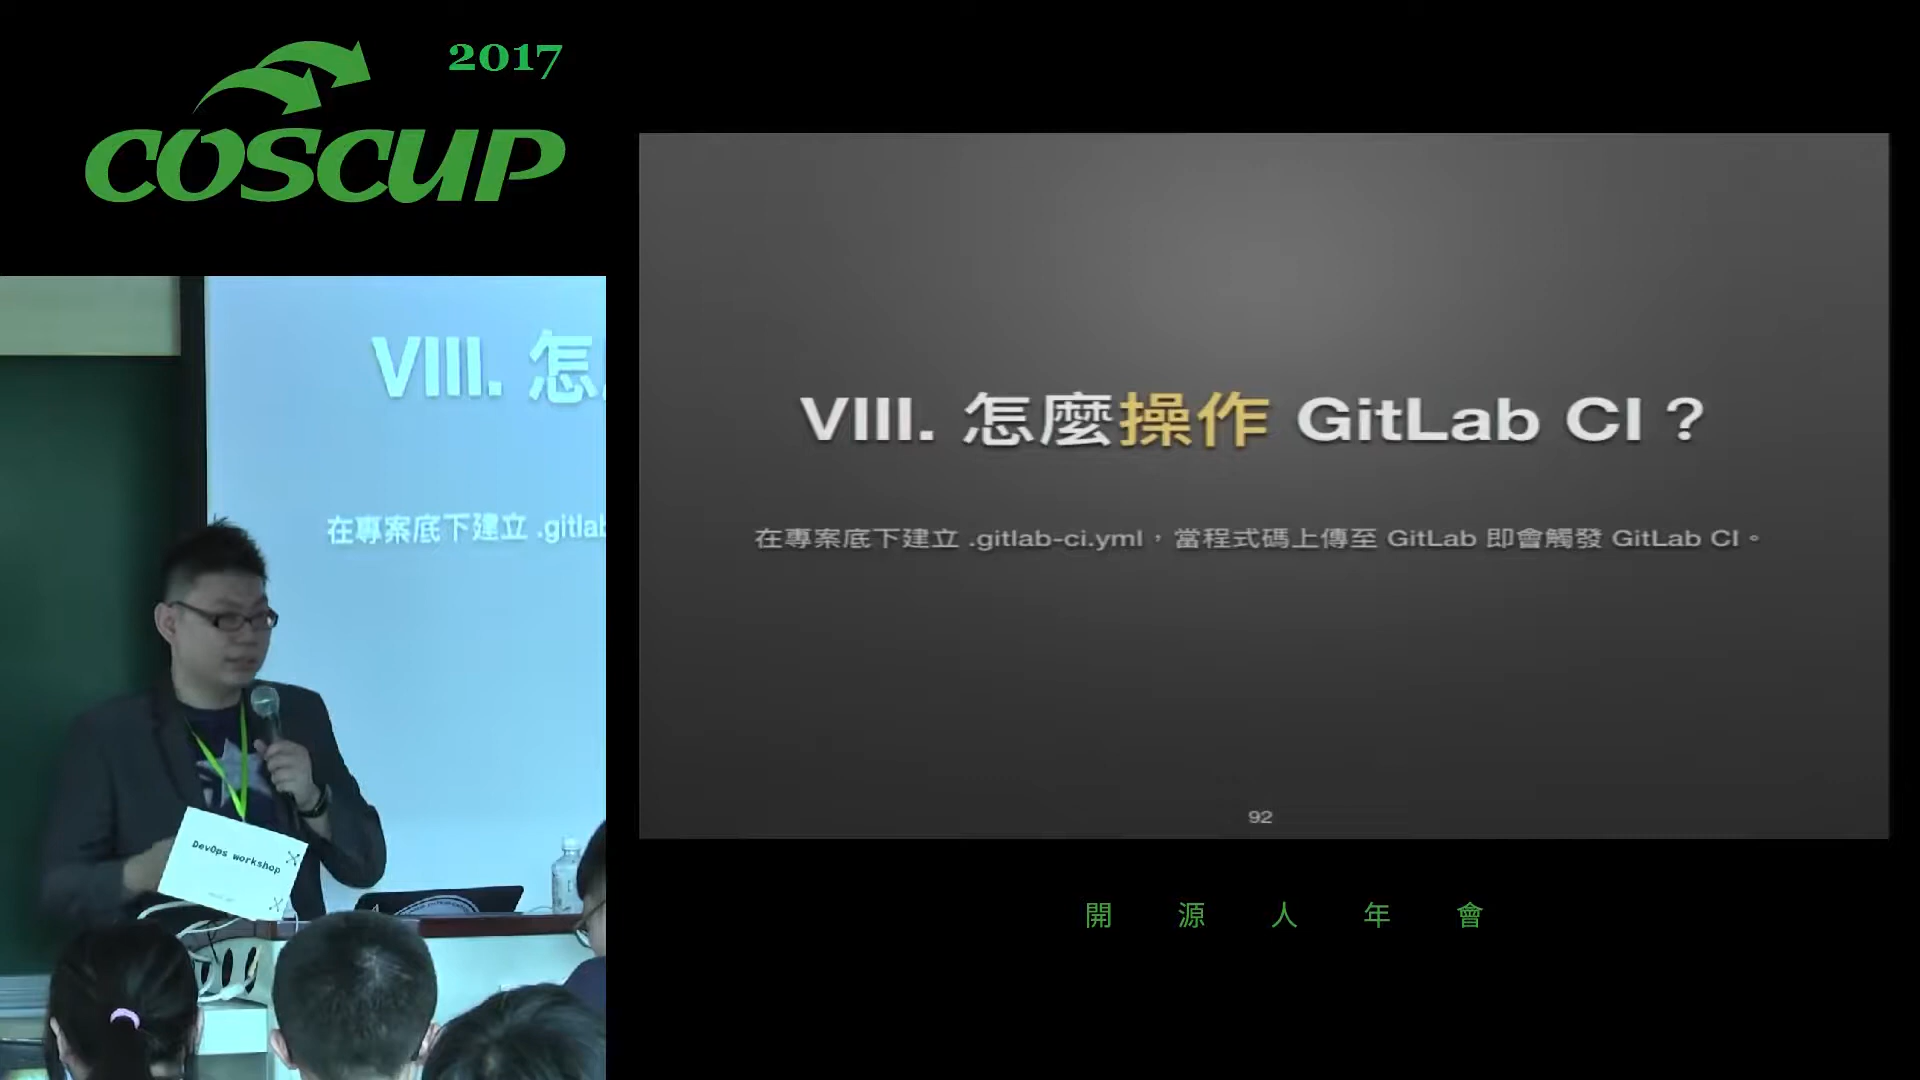 2017
COSCUP
VIII. 怎麼操作 GitLab CI？
在專案底下建立 .gitlab-ci.yml，當程式碼上傳至 GitLab 即會觸發 GitLab CI。
92
VIII. 怎
在專案底下建立 .gitlab
DevOps workshop
開源人年會